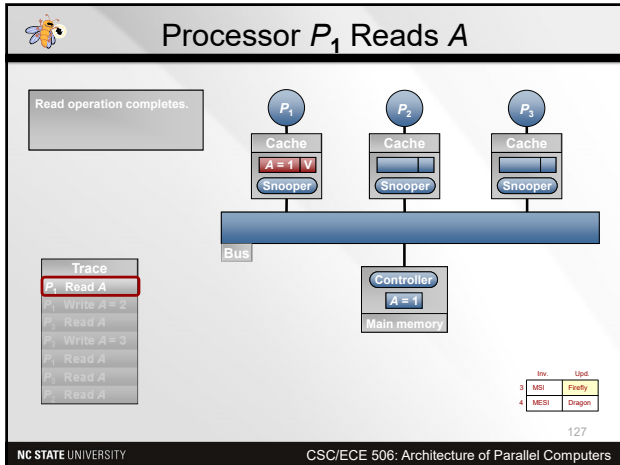 Processor P₁ Reads A
Read operation completes.
P₁
P₂
P₃
Cache
Cache
Cache
A = 1 V
Snooper
Snooper
Snooper
Bus
Trace
P₁ Read A
P₁ Write A = 2
Read A
Write A = 3
Read A
Read A
Read A
Controller
A = 1
Main memory
Inv. Upd.
3 MSI Firefly
4 MESI Dragon
127
NC STATE UNIVERSITY
CSC/ECE 506: Architecture of Parallel Computers